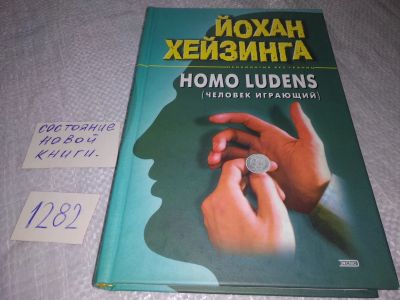 ЙОХАН
ХЕЙЗИНГА
HOMO LUDENS
(ЧЕЛОВЕК ИГРАЮЩИЙ)
состояние
новой
книги.
1282